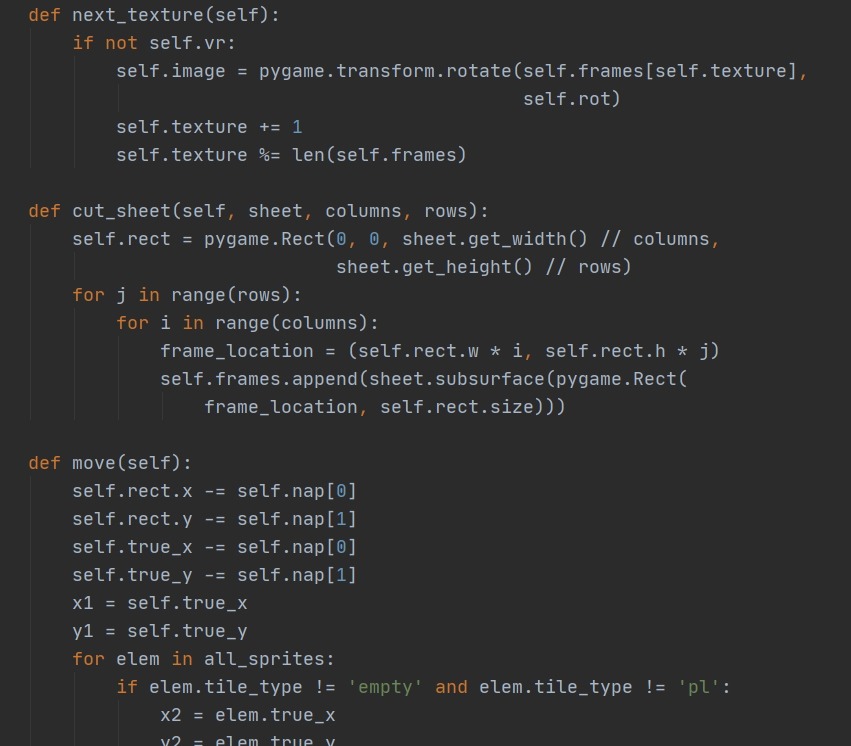 def next_texture(self):
    if not self.vr:
        self.image = pygame.transform.rotate(self.frames[self.texture],
                                             self.rot)
        self.texture += 1
        self.texture %= len(self.frames)

def cut_sheet(self, sheet, columns, rows):
    self.rect = pygame.Rect(0, 0, sheet.get_width() // columns,
                            sheet.get_height() // rows)
    for j in range(rows):
        for i in range(columns):
            frame_location = (self.rect.w * i, self.rect.h * j)
            self.frames.append(sheet.subsurface(pygame.Rect(
                frame_location, self.rect.size)))

def move(self):
    self.rect.x -= self.nap[0]
    self.rect.y -= self.nap[1]
    self.true_x -= self.nap[0]
    self.true_y -= self.nap[1]
    x1 = self.true_x
    y1 = self.true_y
    for elem in all_sprites:
        if elem.tile_type != 'empty' and elem.tile_type != 'pl':
            x2 = elem.true_x
            y2 = elem.true_y